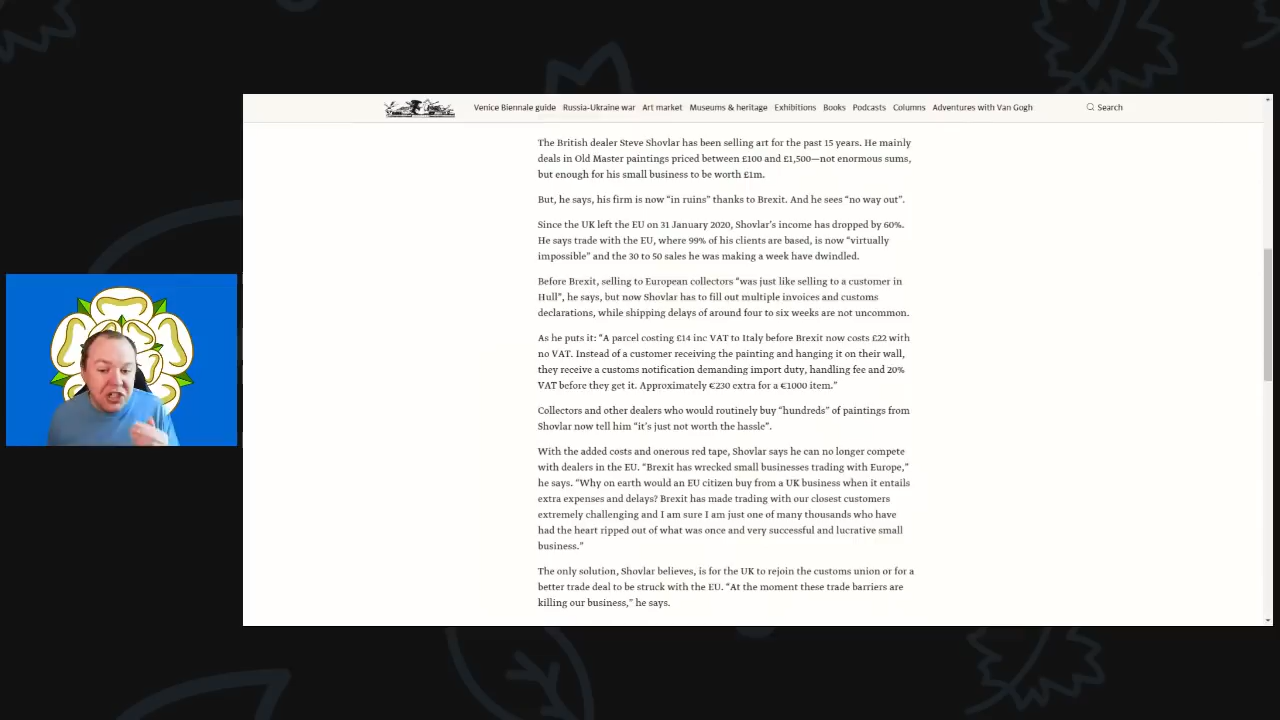 Venice Biennale guide Russia-Ukraine war Art market Museums & heritage Exhibitions Books Podcasts Columns Adventures with Van Gogh Search
The British dealer Steve Shovlar has been selling art for the past 15 years. He mainly
deals in Old Master paintings priced between £100 and £1,500—not enormous sums,
but enough for his small business to be worth £1m.
But, he says, his firm is now “in ruins” thanks to Brexit. And he sees “no way out”.
Since the UK left the EU on 31 January 2020, Shovlar’s income has dropped by 60%.
He says trade with the EU, where 99% of his clients are based, is now “virtually
impossible” and the 30 to 50 sales he was making a week have dwindled.
Before Brexit, selling to European collectors “was just like selling to a customer in
Hull”, he says, but now Shovlar has to fill out multiple invoices and customs
declarations, while shipping delays of around four to six weeks are not uncommon.
As he puts it: “A parcel costing £14 inc VAT to Italy before Brexit now costs £22 with
no VAT. Instead of a customer receiving the painting and hanging it on their wall,
they receive a customs notification demanding import duty, handling fee and 20%
VAT before they get it. Approximately €230 extra for a €1000 item.”
Collectors and other dealers who would routinely buy “hundreds” of paintings from
Shovlar now tell him “it’s just not worth the hassle”.
With the added costs and onerous red tape, Shovlar says he can no longer compete
with dealers in the EU. “Brexit has wrecked small businesses trading with Europe,”
he says. “Why on earth would an EU citizen buy from a UK business when it entails
extra expenses and delays? Brexit has made trading with our closest customers
extremely challenging and I am sure I am just one of many thousands who have
had the heart ripped out of what was once and very successful and lucrative small
business.”
The only solution, Shovlar believes, is for the UK to rejoin the customs union or for a
better trade deal to be struck with the EU. “At the moment these trade barriers are
killing our business,” he says.